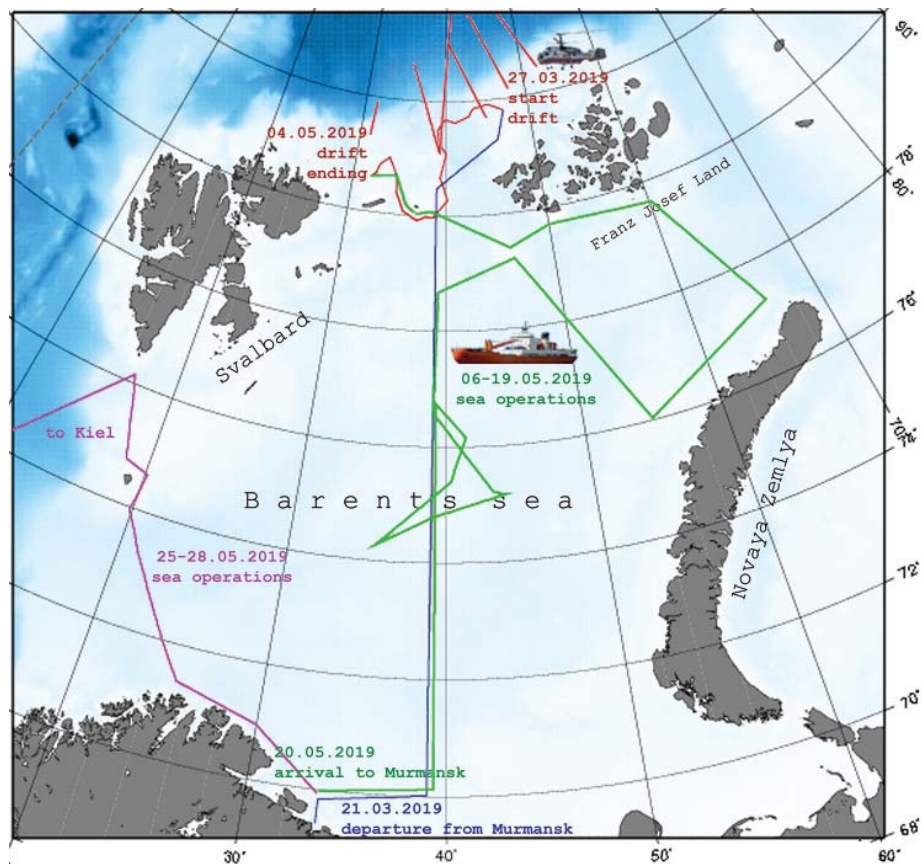 90°
27.03.2019
start
drift
04.05.2019
drift
ending
78°
80°
Franz Josef Land
76°
Svalbard
06-19.05.2019
sea operations
to Kiel
74°
Barents sea
Novaya Zemlya
25-28.05.2019
sea operations
72°
70°
20.05.2019
arrival to Murmansk
21.03.2019
departure from Murmansk
68°
30°
40°
50°
60°